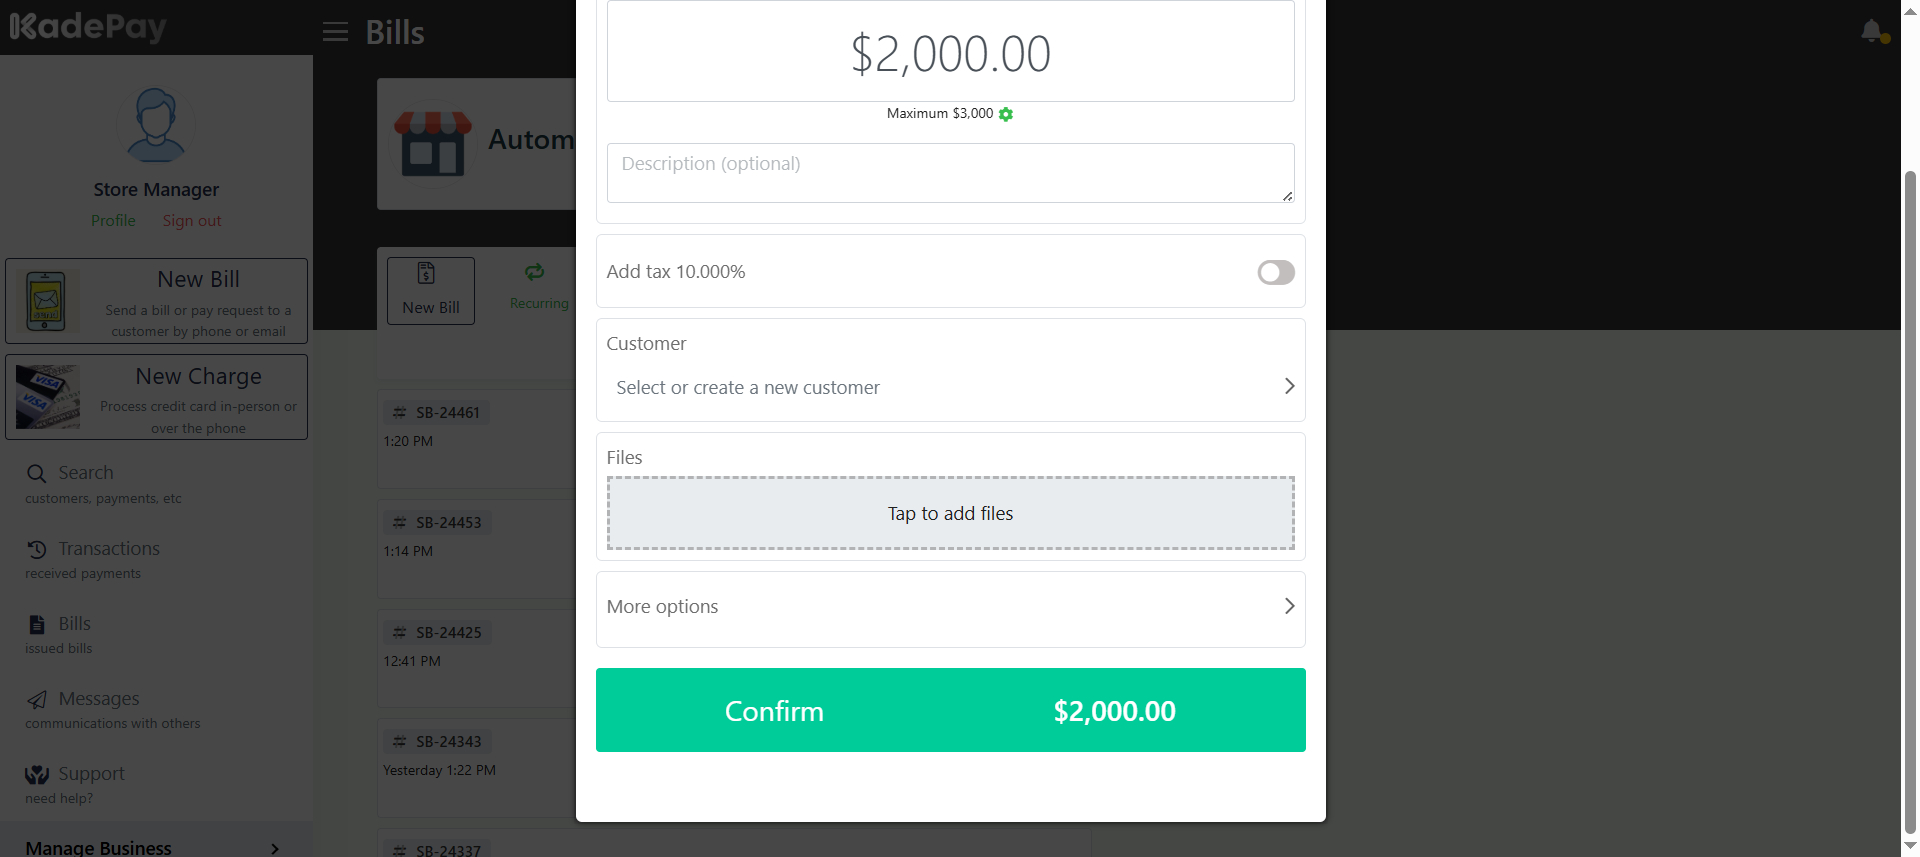 KadePay
Bills
Store Manager
Profile
Sign out
New Bill
Send a bill or pay request to a
customer by phone or email
New Charge
Process credit card in-person or
over the phone
Search
customers, payments, etc
Transactions
received payments
Bills
issued bills
Messages
communications with others
Support
need help?
Manage Business
Autom
New Bill
Recurring
# SB-24461
1:20 PM
# SB-24453
1:14 PM
# SB-24425
12:41 PM
# SB-24343
Yesterday 1:22 PM
# SB-24337
$2,000.00
Maximum $3,000
Description (optional)
Add tax 10.000%
Customer
Select or create a new customer
Files
Tap to add files
More options
Confirm $2,000.00